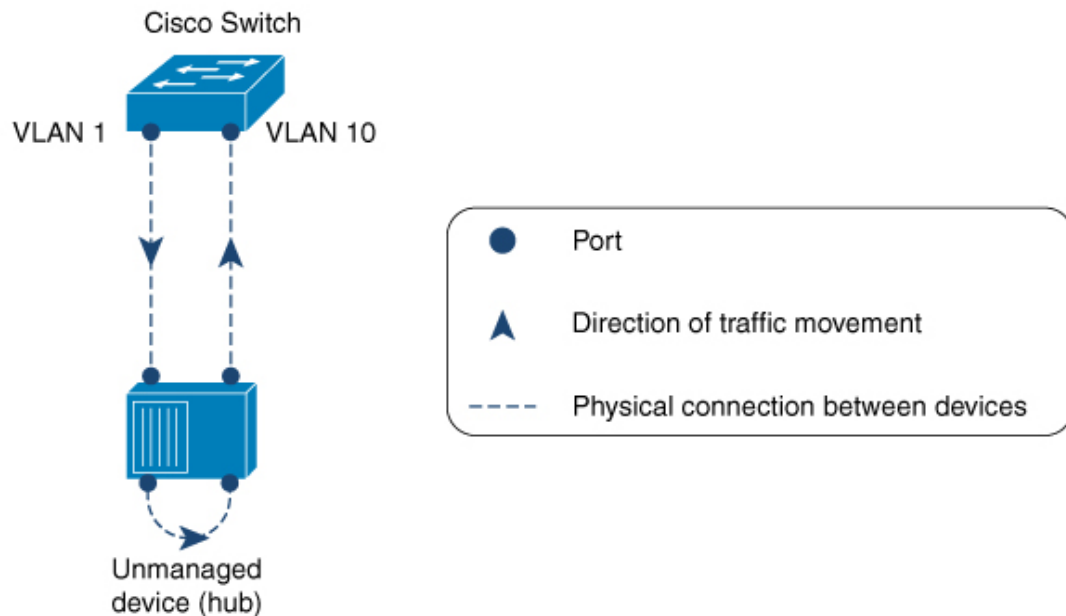 Cisco Switch
VLAN 1
VLAN 10
Port
Direction of traffic movement
Physical connection between devices
Unmanaged
device (hub)